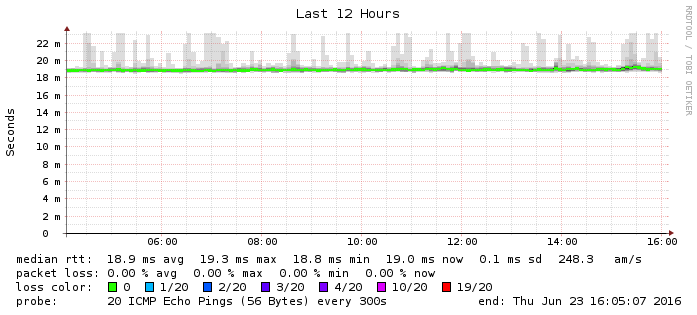 Last 12 Hours
RRDTOOL / TOBI OETIKER
Seconds
22 m
20 m
18 m
16 m
14 m
12 m
10 m
8 m
6 m
4 m
2 m
0
06:00 08:00 10:00 12:00 14:00 16:00
median rtt: 18.9 ms avg 19.3 ms max 18.8 ms min 19.0 ms now 0.1 ms sd 248.3 am/s
packet loss: 0.00 % avg 0.00 % max 0.00 % min 0.00 % now
loss color: 0 1/20 2/20 3/20 4/20 10/20 19/20
probe: 20 ICMP Echo Pings (56 Bytes) every 300s end: Thu Jun 23 16:05:07 2016